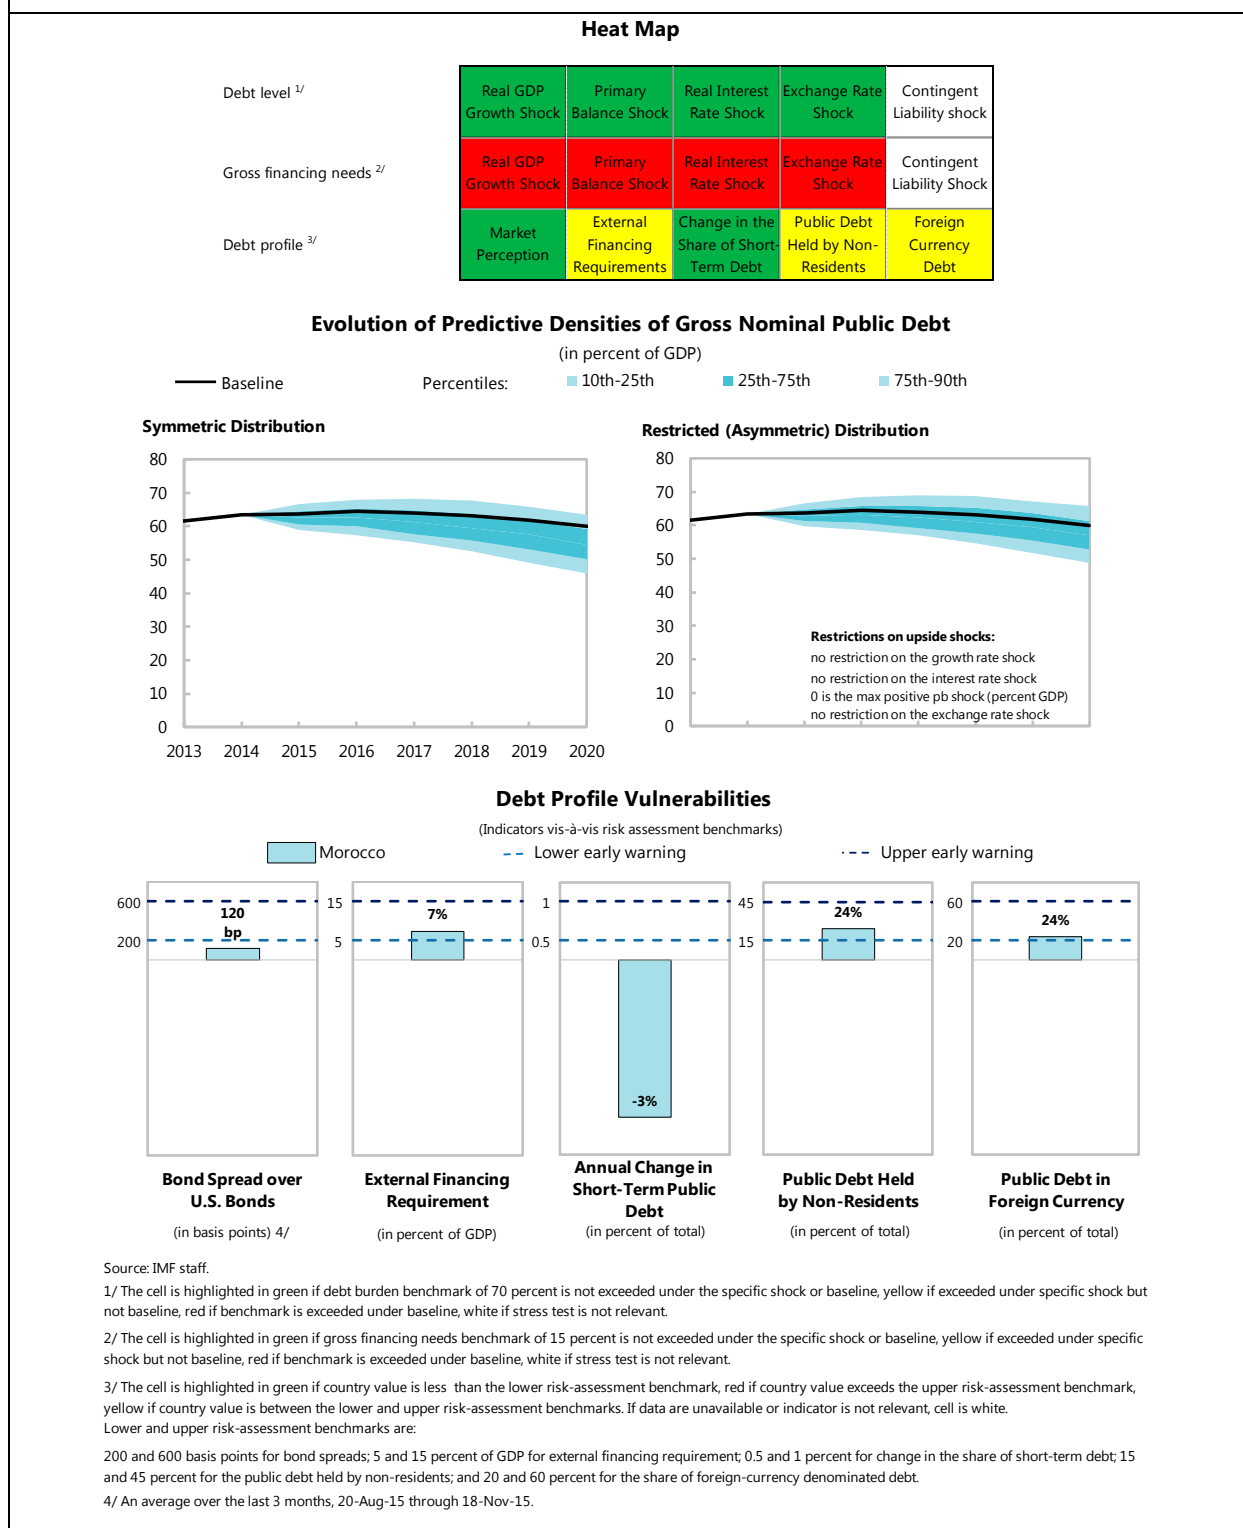 Heat Map
Debt level 1/
Real GDP Growth Shock
Primary Balance Shock
Real Interest Rate Shock
Exchange Rate Shock
Contingent Liability shock
Gross financing needs 2/
Real GDP Growth Shock
Primary Balance Shock
Real Interest Rate Shock
Exchange Rate Shock
Contingent Liability Shock
Debt profile 3/
Market Perception
External Financing Requirements
Change in the Share of Short-Term Debt
Public Debt Held by Non-Residents
Foreign Currency Debt
Evolution of Predictive Densities of Gross Nominal Public Debt
(in percent of GDP)
Baseline
Percentiles:
10th-25th
25th-75th
75th-90th
Symmetric Distribution
80
70
60
50
40
30
20
10
0
2013 2014 2015 2016 2017 2018 2019 2020
Restricted (Asymmetric) Distribution
80
70
60
50
40
30
20
10
0
Restrictions on upside shocks:
no restriction on the growth rate shock
no restriction on the interest rate shock
0 is the max positive pb shock (percent GDP)
no restriction on the exchange rate shock
Debt Profile Vulnerabilities
(Indicators vis-à-vis risk assessment benchmarks)
Morocco
Lower early warning
Upper early warning
600
200
120
bp
15
5
7%
1
0.5
-3%
45
15
24%
60
20
24%
Bond Spread over
U.S. Bonds
(in basis points) 4/
External Financing
Requirement
(in percent of GDP)
Annual Change in
Short-Term Public
Debt
(in percent of total)
Public Debt Held
by Non-Residents
(in percent of total)
Public Debt in
Foreign Currency
(in percent of total)
Source: IMF staff.
1/ The cell is highlighted in green if debt burden benchmark of 70 percent is not exceeded under the specific shock or baseline, yellow if exceeded under specific shock but
not baseline, red if benchmark is exceeded under baseline, white if stress test is not relevant.
2/ The cell is highlighted in green if gross financing needs benchmark of 15 percent is not exceeded under the specific shock or baseline, yellow if exceeded under specific
shock but not baseline, red if benchmark is exceeded under baseline, white if stress test is not relevant.
3/ The cell is highlighted in green if country value is less than the lower risk-assessment benchmark, red if country value exceeds the upper risk-assessment benchmark,
yellow if country value is between the lower and upper risk-assessment benchmarks. If data are unavailable or indicator is not relevant, cell is white.
Lower and upper risk-assessment benchmarks are:
200 and 600 basis points for bond spreads; 5 and 15 percent of GDP for external financing requirement; 0.5 and 1 percent for change in the share of short-term debt; 15
and 45 percent for the public debt held by non-residents; and 20 and 60 percent for the share of foreign-currency denominated debt.
4/ An average over the last 3 months, 20-Aug-15 through 18-Nov-15.